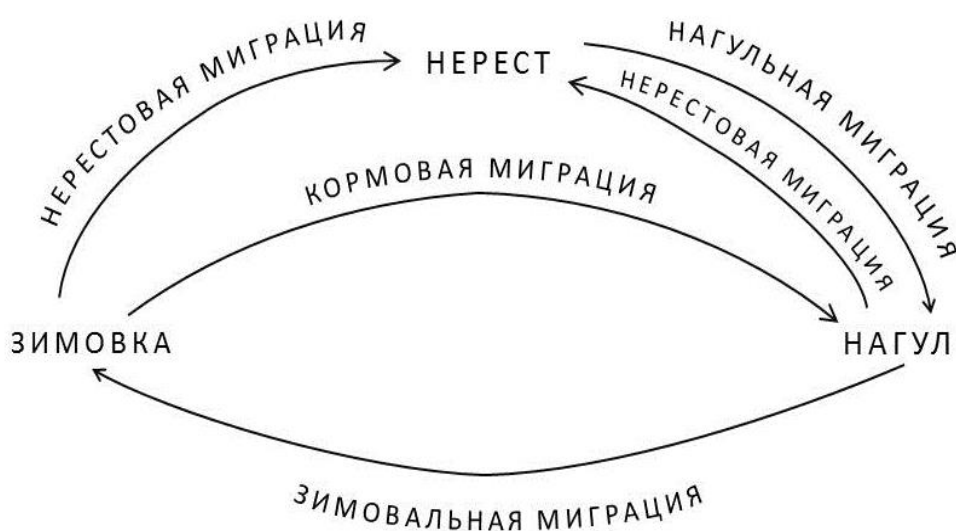 НЕРЕСТОВАЯ МИГРАЦИЯ
НЕРЕСТ
НАГУЛЬНАЯ МИГРАЦИЯ
НЕРЕСТОВАЯ МИГРАЦИЯ
КОРМОВАЯ МИГРАЦИЯ
ЗИМОВКА
НАГУЛ
ЗИМОВАЛЬНАЯ МИГРАЦИЯ